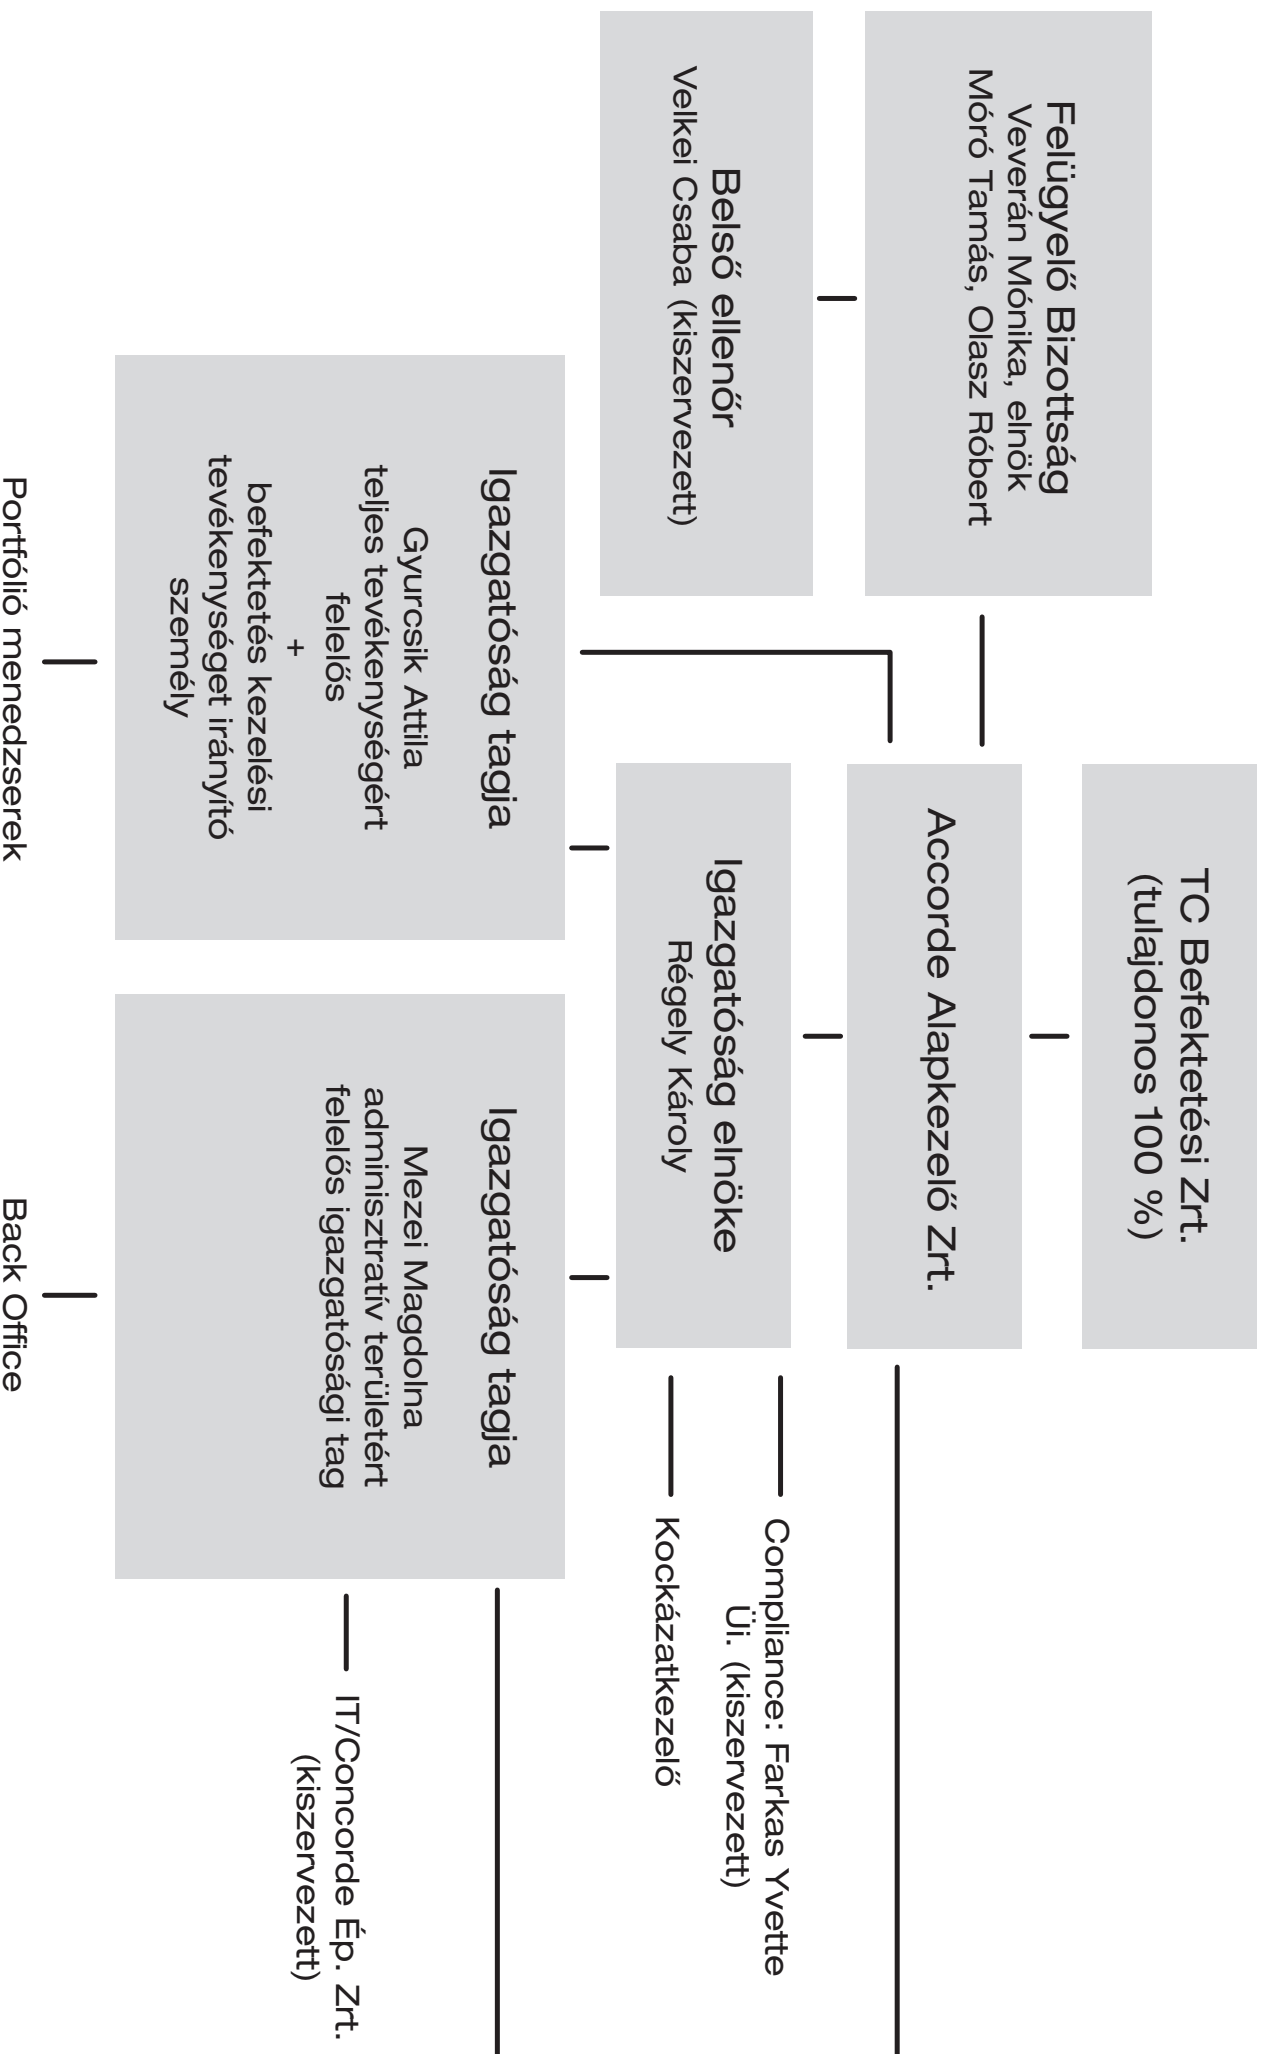 TC Befektetési Zrt.
(tulajdonos 100 %)
Felügyelő Bizottság
Veverán Mónika, elnök
Móró Tamás, Olasz Róbert
Accorde Alapkezelő Zrt.
Belső ellenőr
Velkei Csaba (kiszervezett)
Igazgatóság elnöke
Régely Károly
Compliance: Farkas Yvette
Üi. (kiszervezett)
Kockázatkezelő
Igazgatóság tagja
Gyurcsik Attila
teljes tevékenységért
felelős
+
befektetés kezelési
tevékenységet irányító
személy
Igazgatóság tagja
Mezei Magdolna
adminisztratív területért
felelős igazgatósági tag
IT/Concorde Ép. Zrt.
(kiszervezett)
Portfólió menedzserek
Back Office